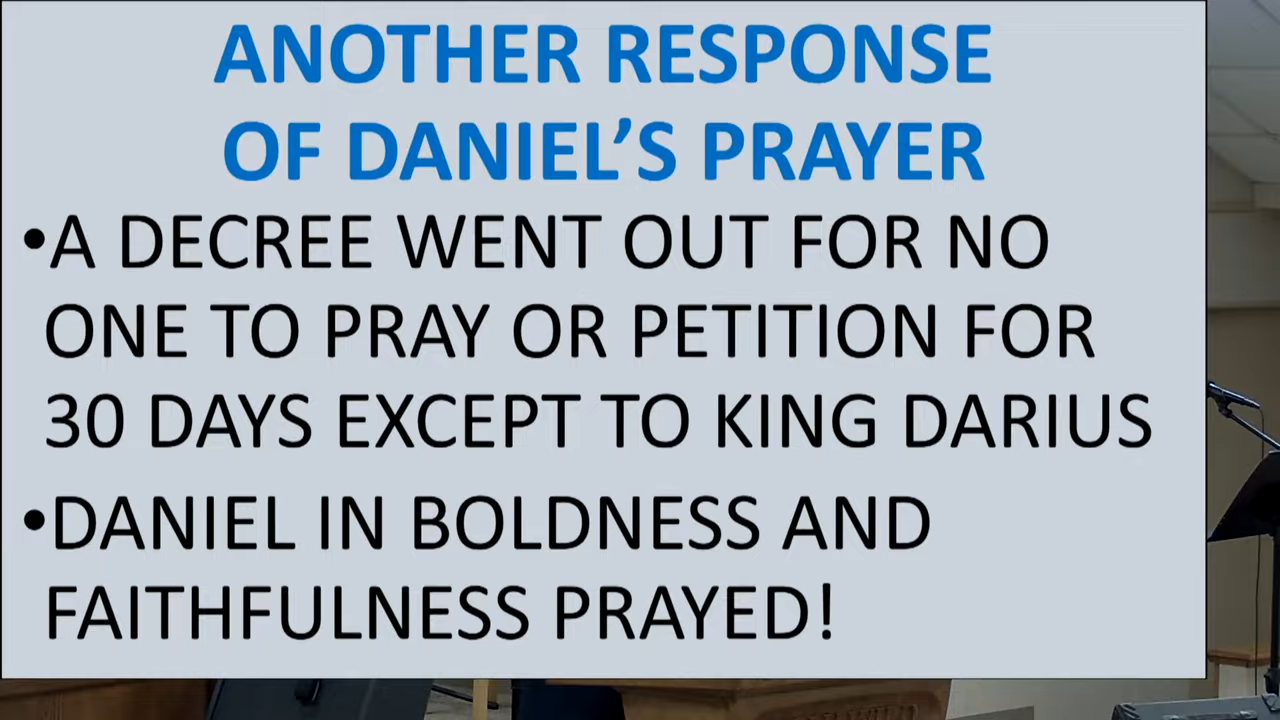 ANOTHER RESPONSE
OF DANIEL’S PRAYER
•A DECREE WENT OUT FOR NO
ONE TO PRAY OR PETITION FOR
30 DAYS EXCEPT TO KING DARIUS
•DANIEL IN BOLDNESS AND
FAITHFULNESS PRAYED!